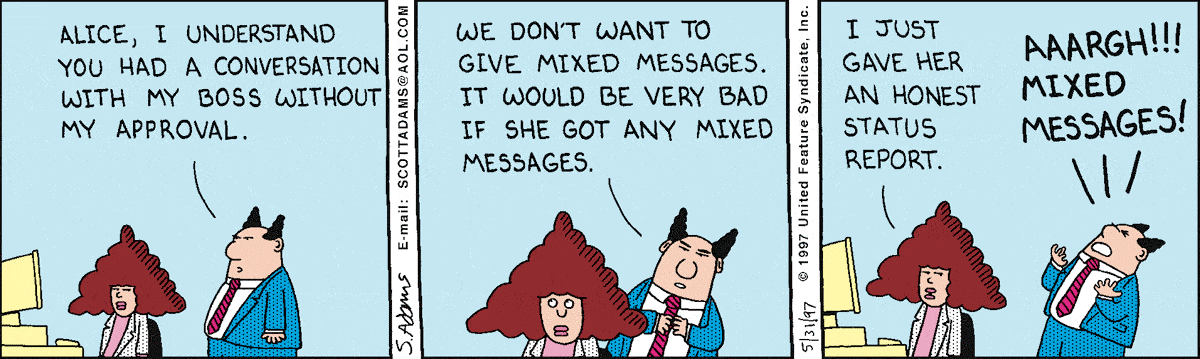 ALICE, I UNDERSTAND
YOU HAD A CONVERSATION
WITH MY BOSS WITHOUT
MY APPROVAL.
S. Adams E-mail: SCOTTADAMS@AOL.COM
WE DON'T WANT TO
GIVE MIXED MESSAGES.
IT WOULD BE VERY BAD
IF SHE GOT ANY MIXED
MESSAGES.
5/31/97 © 1997 United Feature Syndicate, Inc.
I JUST
GAVE HER
AN HONEST
STATUS
REPORT.
AAARGH!!!
MIXED
MESSAGES!